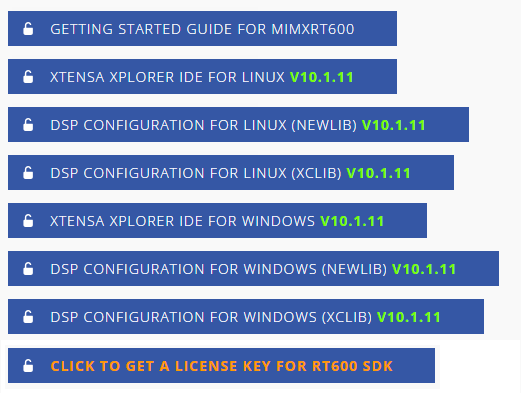 GETTING STARTED GUIDE FOR MIMXRT600
XTENSA XPLORER IDE FOR LINUX V10.1.11
DSP CONFIGURATION FOR LINUX (NEWLIB) V10.1.11
DSP CONFIGURATION FOR LINUX (XCLIB) V10.1.11
XTENSA XPLORER IDE FOR WINDOWS V10.1.11
DSP CONFIGURATION FOR WINDOWS (NEWLIB) V10.1.11
DSP CONFIGURATION FOR WINDOWS (XCLIB) V10.1.11
CLICK TO GET A LICENSE KEY FOR RT600 SDK